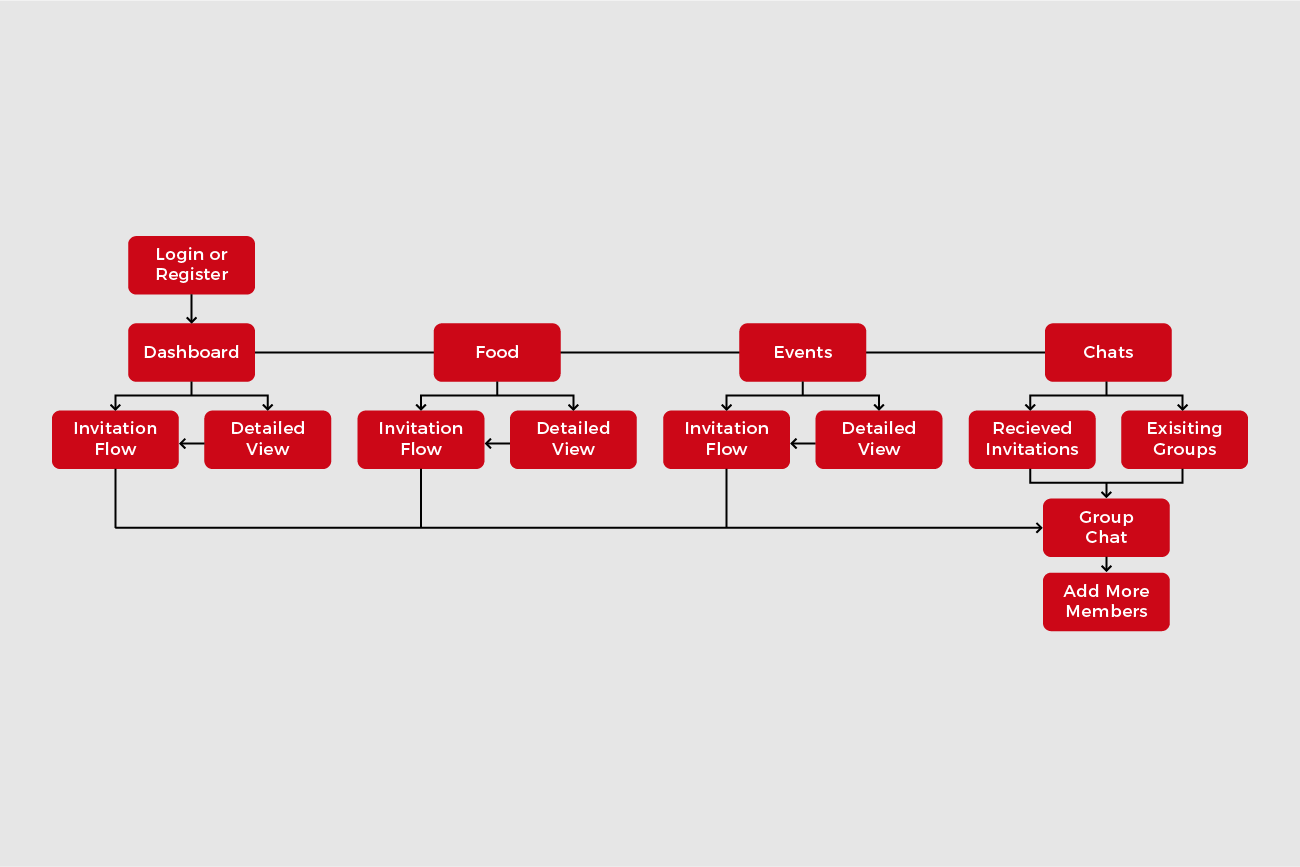 Login or
Register
Dashboard
Food
Events
Chats
Invitation
Flow
Detailed
View
Invitation
Flow
Detailed
View
Invitation
Flow
Detailed
View
Recieved
Invitations
Exisiting
Groups
Group
Chat
Add More
Members